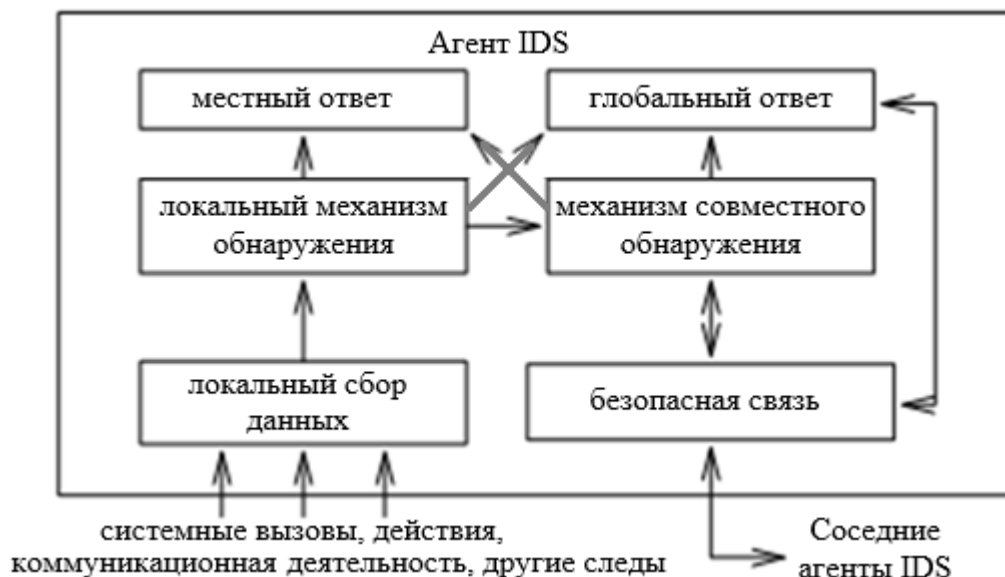 Агент IDS
местный ответ
глобальный ответ
локальный механизм
обнаружения
механизм совместного
обнаружения
локальный сбор
данных
безопасная связь
системные вызовы, действия,
коммуникационная деятельность, другие следы
Соседние
агенты IDS